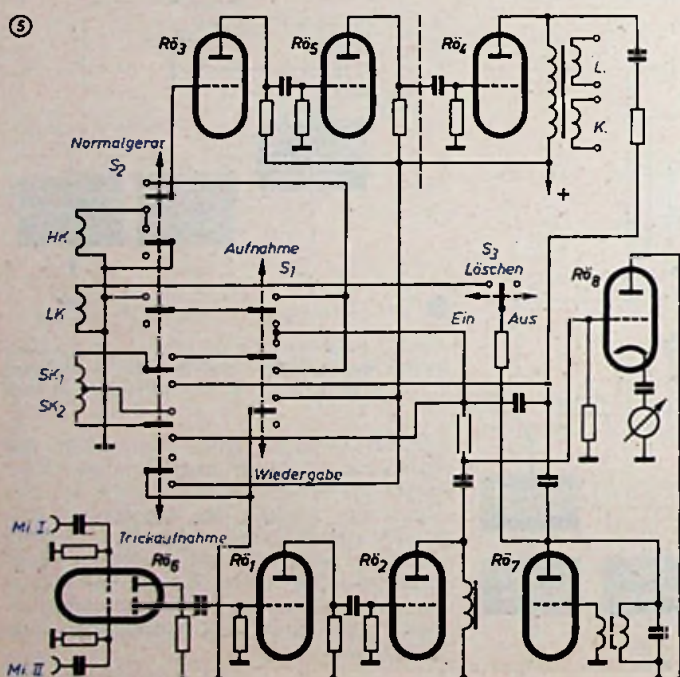 5
Rö3
Rö5
Rö4
L.
K.
Normalgerät
S2
+
HK
Aufnahme
S1
S3
Löschen
Rö8
LK
Ein
Aus
SK1
SK2
Wiedergabe
Mi. I
Trickaufnahme
Rö6
Rö1
Rö2
Rö7
Mi. II